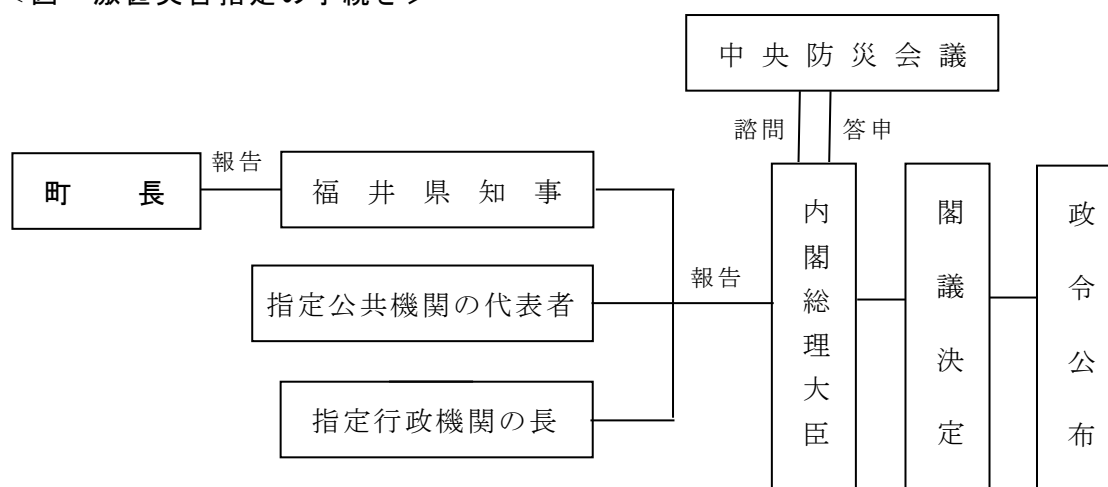 中央防災会議
諮問
答申
町長
報告
福井県知事
指定公共機関の代表者
指定行政機関の長
報告
内閣総理大臣
閣議決定
政令公布